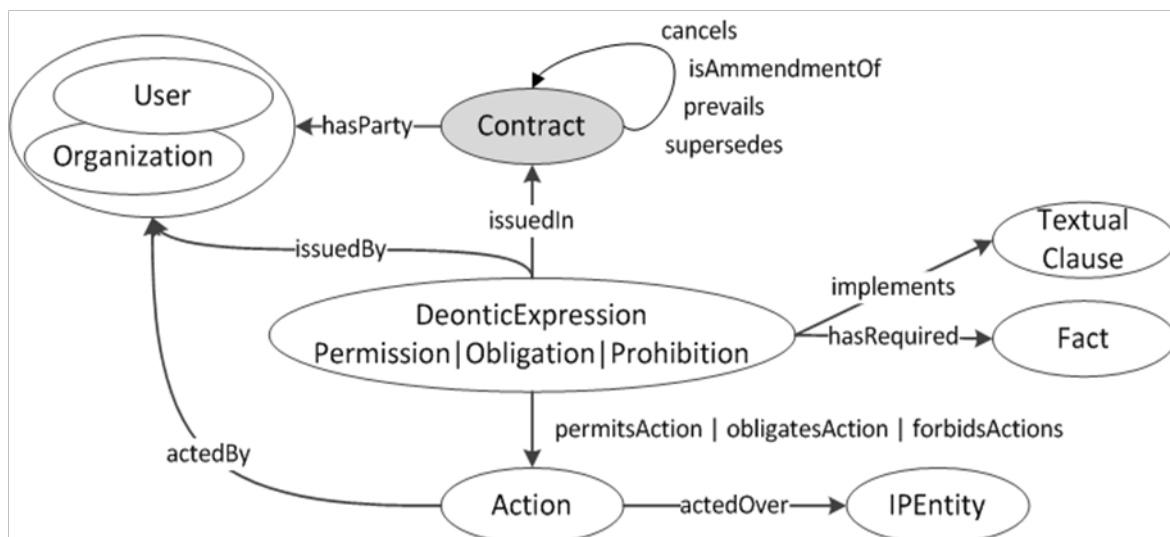 cancels
isAmmendmentOf
prevails
supersedes
User
Organization
hasParty
Contract
issuedIn
issuedBy
Textual
Clause
implements
DeonticExpression
Permission|Obligation|Prohibition
hasRequired
Fact
permitsAction | obligatesAction | forbidsActions
actedBy
Action
actedOver
IPEntity